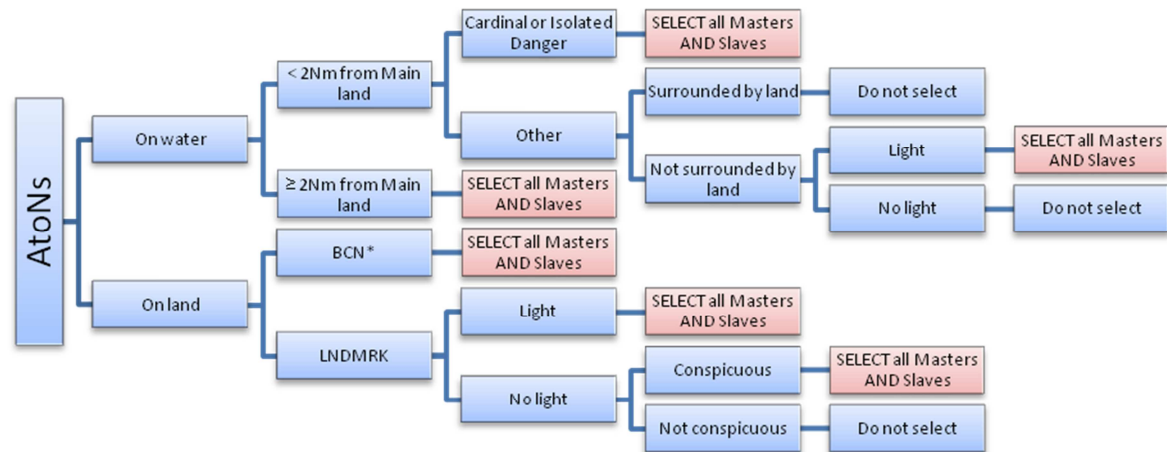 AtoNs
On water
< 2Nm from Main
land
Cardinal or Isolated
Danger
SELECT all Masters
AND Slaves
Other
Surrounded by land
Do not select
Not surrounded by
land
Light
SELECT all Masters
AND Slaves
No light
Do not select
≥ 2Nm from Main
land
SELECT all Masters
AND Slaves
On land
BCN*
SELECT all Masters
AND Slaves
LNDMRK
Light
SELECT all Masters
AND Slaves
No light
Conspicuous
SELECT all Masters
AND Slaves
Not conspicuous
Do not select